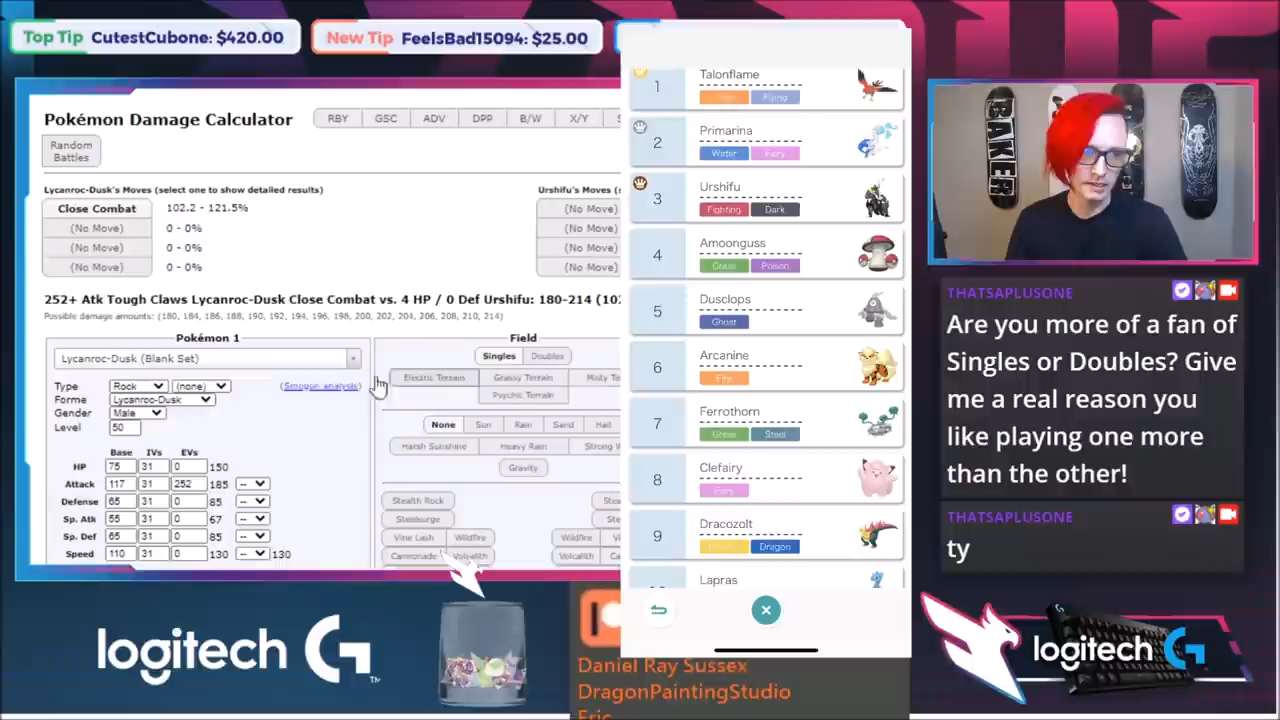 Top Tip CutestCubone: $420.00
New Tip FeelsBad15094: $25.00
Pokémon Damage Calculator
RBY GSC ADV DPP B/W X/Y
Random
Battles
Lycanroc-Dusk's Moves (select one to show detailed results)
Close Combat 102.2 - 121.5%
(No Move) 0 - 0%
(No Move) 0 - 0%
(No Move) 0 - 0%
Urshifu's Moves
(No Move)
(No Move)
(No Move)
(No Move)
252+ Atk Tough Claws Lycanroc-Dusk Close Combat vs. 4 HP / 0 Def Urshifu: 180-214 (10
Possible damage amounts: (180, 184, 186, 188, 190, 192, 194, 196, 198, 200, 202, 204, 206, 208, 210, 214)
Pokémon 1
Lycanroc-Dusk (Blank Set)
Type Rock (none) (Smogon analysis)
Forme Lycanroc-Dusk
Gender Male
Level 50
Base IVs EVs
HP 75 31 0 150
Attack 117 31 252 185 --
Defense 65 31 0 85 --
Sp. Atk 55 31 0 67 --
Sp. Def 65 31 0 85 --
Speed 110 31 0 130 -- 130
Field
Singles Doubles
Electric Terrain Grassy Terrain Misty
Psychic Terrain
None Sun Rain Sand Hail
Harsh Sunshine Heavy Rain Strong
Gravity
Stealth Rock
Steelsurge
Vine Lash Wildfire
Cannonade Volcalith
Wildfire
Volcalith
1 Talonflame
Flying
2 Primarina
Water Fairy
3 Urshifu
Fighting Dark
4 Amoonguss
Grass Poison
5 Dusclops
Ghost
6 Arcanine
Fire
7 Ferrothorn
Grass Steel
8 Clefairy
Fairy
9 Dracozolt
Dragon
Lapras
BAKER
THATSAPLUSONE
Are you more of a fan of
Singles or Doubles? Give
me a real reason you
like playing one more
than the other!
THATSAPLUSONE
ty
logitech G
Daniel Ray Sussex
DragonPaintingStudio
Eric
logitech G